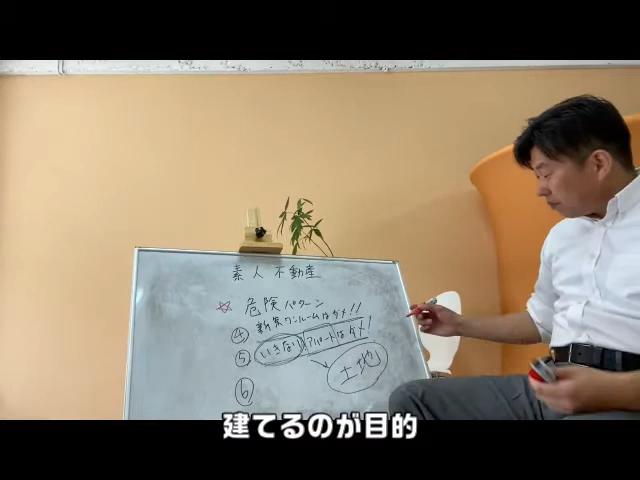 素人不動産
☆ 危険パターン
④ 新築ワンルームはダメ!!
⑤ いきなりアパートはダメ!
→ 土地
⑥
建てるのが目的